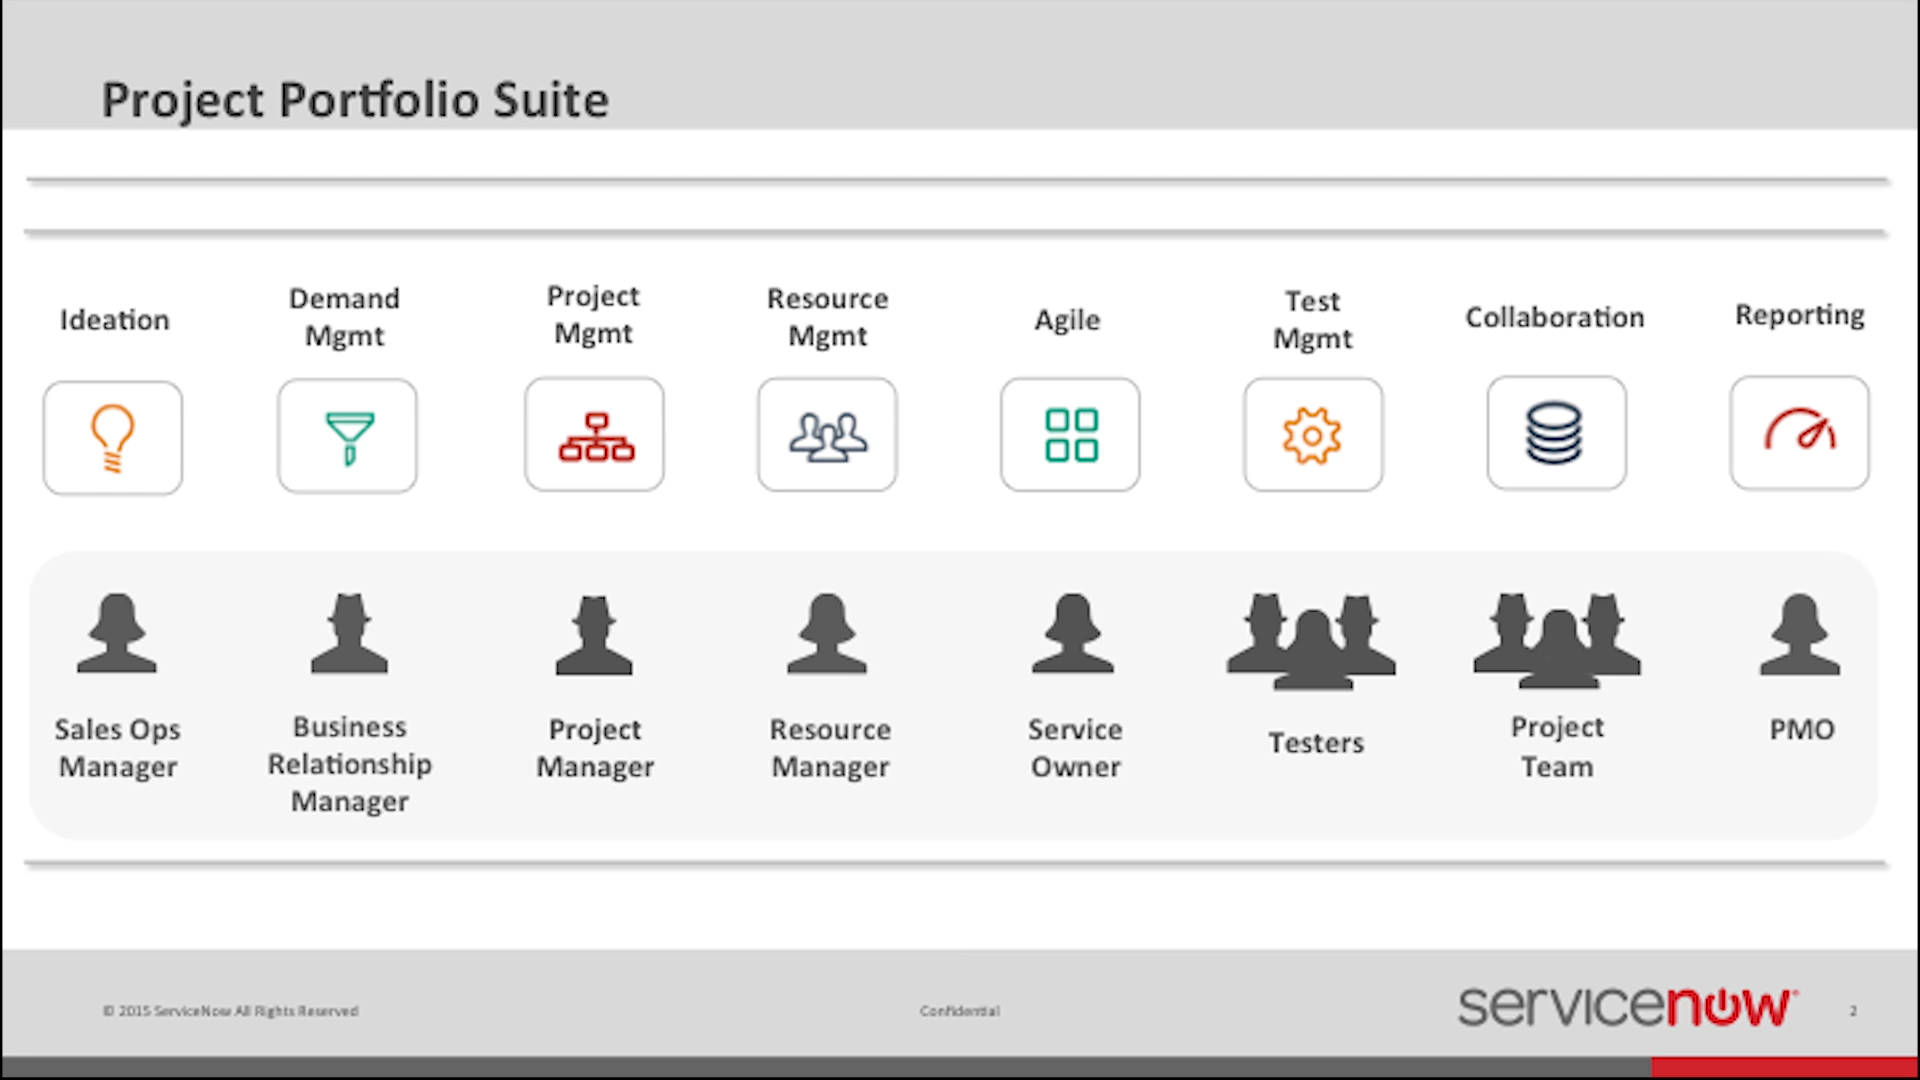 Project Portfolio Suite
Ideation
Demand
Mgmt
Project
Mgmt
Resource
Mgmt
Agile
Test
Mgmt
Collaboration
Reporting
Sales Ops
Manager
Business
Relationship
Manager
Project
Manager
Resource
Manager
Service
Owner
Testers
Project
Team
PMO
© 2015 ServiceNow All Rights Reserved
Confidential
servicenow
2